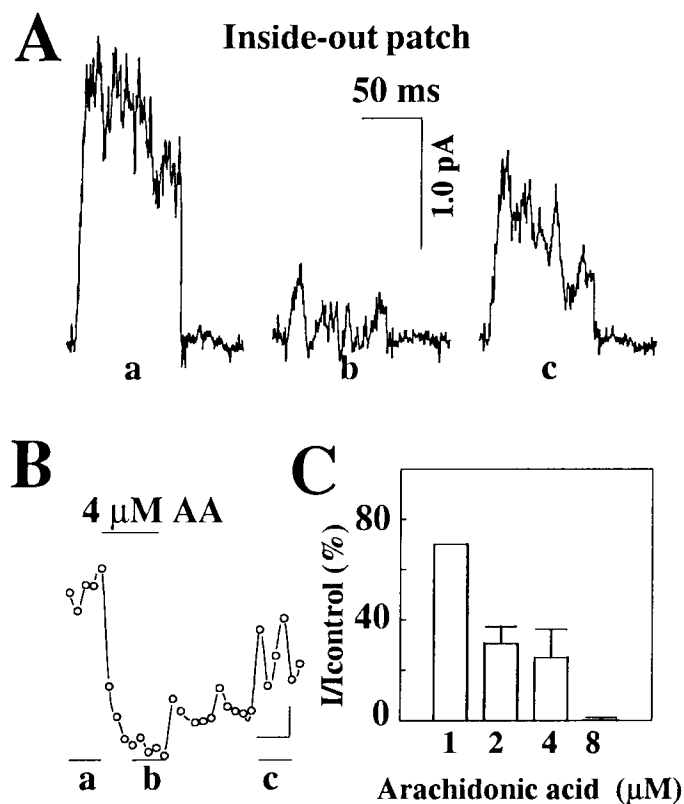 A
Inside-out patch
50 ms
1.0 pA
a
b
c
B
4 μM AA
a
b
c
C
I/Icontrol (%)
80
40
0
1 2 4 8
Arachidonic acid (μM)